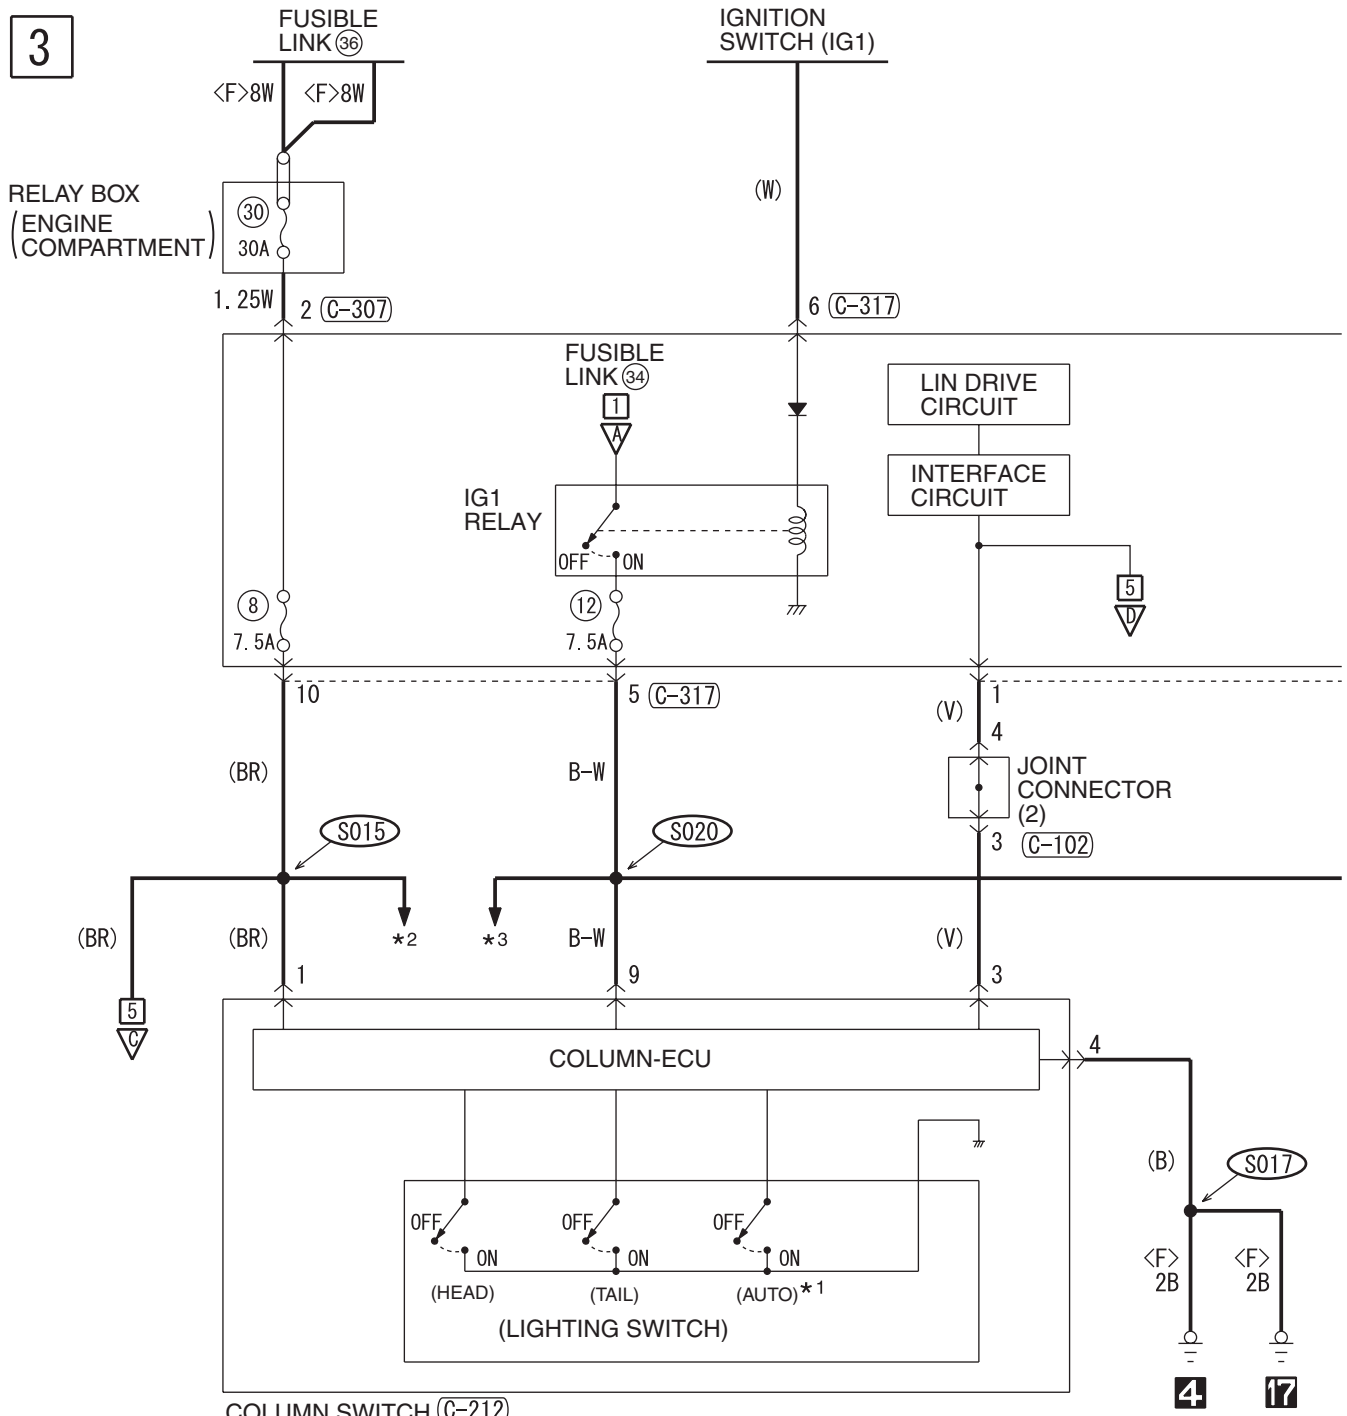 3
FUSIBLE
LINK 36
IGNITION
SWITCH (IG1)
<F>8W
<F>8W
RELAY BOX
(ENGINE
COMPARTMENT)
30
30A
(W)
1.25W
2 C-307
6 C-317
FUSIBLE
LINK 34
1
A
LIN DRIVE
CIRCUIT
INTERFACE
CIRCUIT
IG1
RELAY
OFF
ON
5
D
8
7.5A
12
7.5A
10
5 C-317
1
(V)
4
(BR)
B-W
JOINT
CONNECTOR
(2)
S015
S020
3 C-102
(BR)
(BR)
*2
*3
B-W
(V)
1
9
3
5
C
COLUMN-ECU
4
(B)
S017
OFF
OFF
OFF
ON
ON
ON
(HEAD)
(TAIL)
(AUTO)*1
<F>
2B
<F>
2B
(LIGHTING SWITCH)
4
17
COLUMN SWITCH C-212